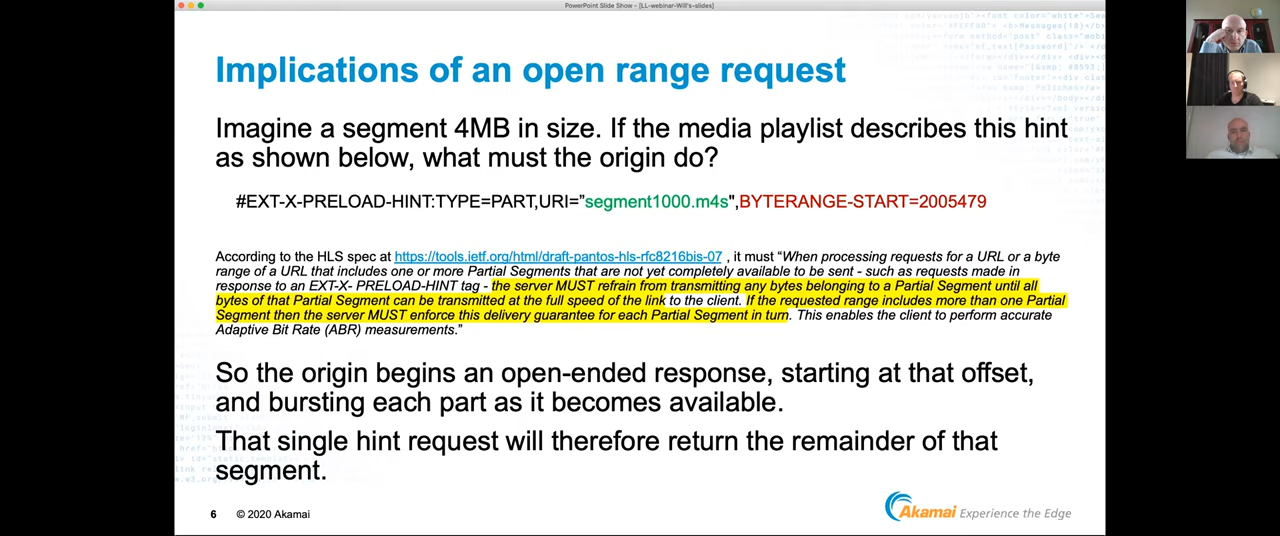 PowerPoint Slide Show - [LL-webinar-Will's-slides]
Implications of an open range request
Imagine a segment 4MB in size. If the media playlist describes this hint
as shown below, what must the origin do?
#EXT-X-PRELOAD-HINT:TYPE=PART,URI=”segment1000.m4s",BYTERANGE-START=2005479
According to the HLS spec at https://tools.ietf.org/html/draft-pantos-hls-rfc8216bis-07 , it must “When processing requests for a URL or a byte
range of a URL that includes one or more Partial Segments that are not yet completely available to be sent - such as requests made in
response to an EXT-X- PRELOAD-HINT tag - the server MUST refrain from transmitting any bytes belonging to a Partial Segment until all
bytes of that Partial Segment can be transmitted at the full speed of the link to the client. If the requested range includes more than one Partial
Segment then the server MUST enforce this delivery guarantee for each Partial Segment in turn. This enables the client to perform accurate
Adaptive Bit Rate (ABR) measurements.”
So the origin begins an open-ended response, starting at that offset,
and bursting each part as it becomes available.
That single hint request will therefore return the remainder of that
segment.
6 © 2020 Akamai
Akamai Experience the Edge